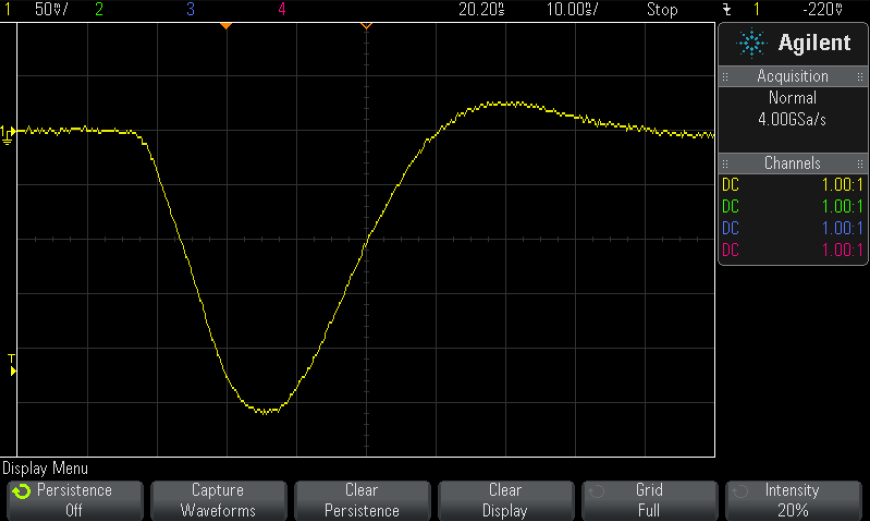 1 50m̷V/ 2 3 4 20.20ns 10.00ns/ Stop 1 -220mV
Agilent
Acquisition
Normal
4.00GSa/s
Channels
DC 1.00:1
DC 1.00:1
DC 1.00:1
DC 1.00:1
1
T
Display Menu
Persistence
Off
Capture
Waveforms
Clear
Persistence
Clear
Display
Grid
Full
Intensity
20%